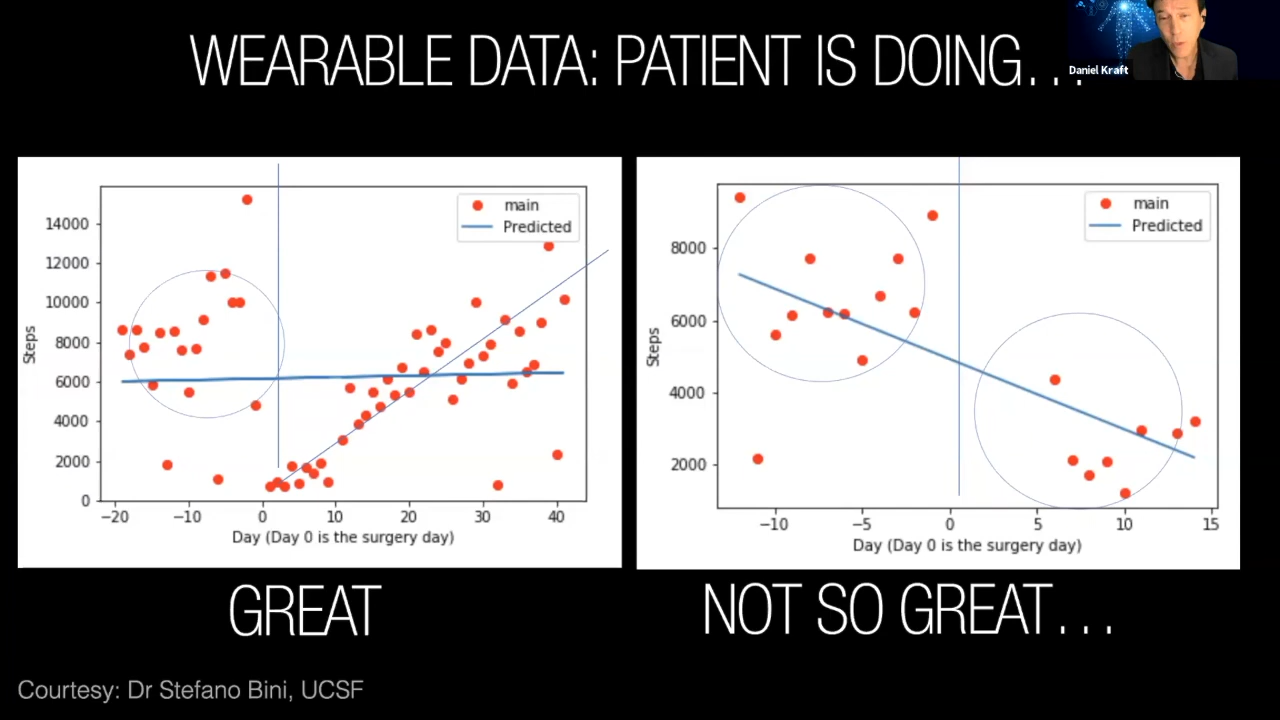 WEARABLE DATA: PATIENT IS DOING...
Daniel Kraft
main
Predicted
14000
12000
10000
8000
6000
4000
2000
0
Steps
−20 −10 0 10 20 30 40
Day (Day 0 is the surgery day)
main
Predicted
8000
6000
4000
2000
Steps
−10 −5 0 5 10 15
Day (Day 0 is the surgery day)
GREAT
NOT SO GREAT...
Courtesy: Dr Stefano Bini, UCSF